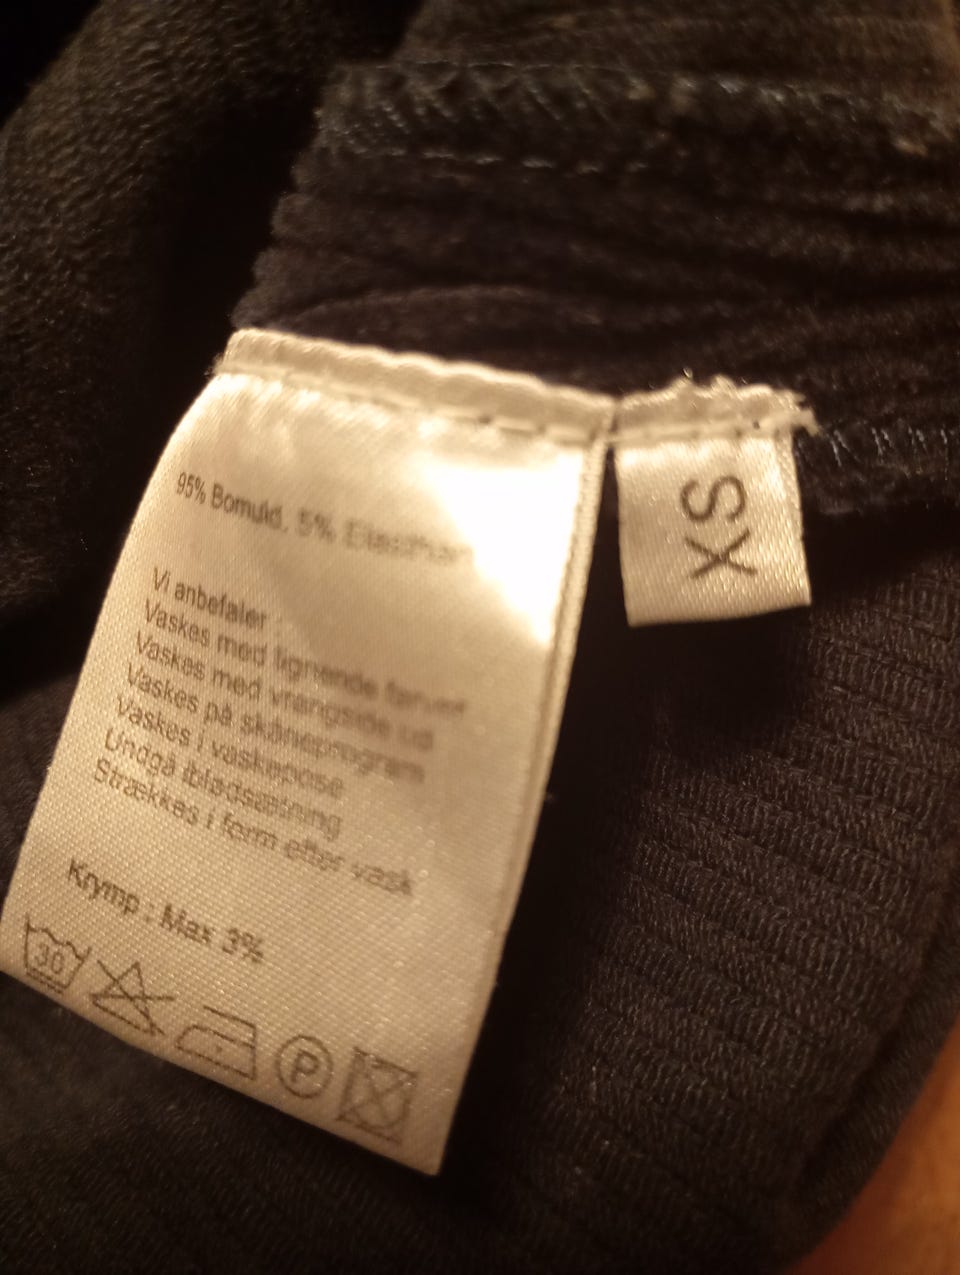 95% Bomuld, 5% Elasthan
Vi anbefaler
Vaskes med lignende farver
Vaskes med vrangside ud
Vaskes på skåneprogram
Vaskes i vaskepose
Undgå iblødsætning
Strækkes i form efter vask
Krymp : Max 3%
30
P
XS